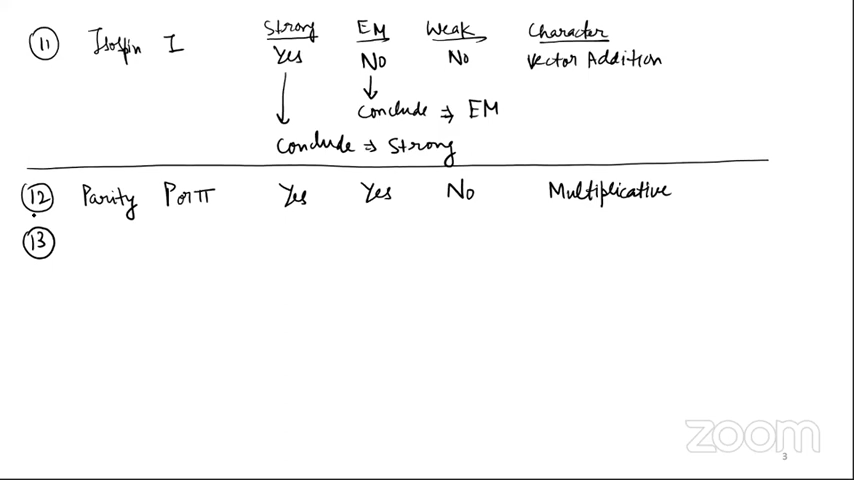 Strong EM Weak Character
(11) Isospin I Yes No No Vector Addition
Conclude ⇒ EM
Conclude ⇒ Strong
(12) Parity P or π Yes Yes No Multiplicative
(13)
zoom
3